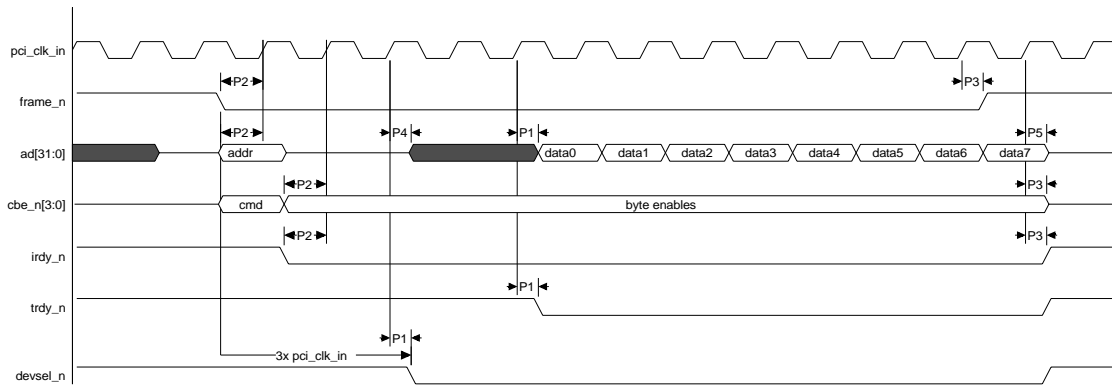 pci_clk_in
P2
P3
frame_n
P2
P4
P1
P5
ad[31:0]
addr
data0
data1
data2
data3
data4
data5
data6
data7
P2
P3
cbe_n[3:0]
cmd
byte enables
P2
P3
irdy_n
P1
trdy_n
P1
3x pci_clk_in
devsel_n